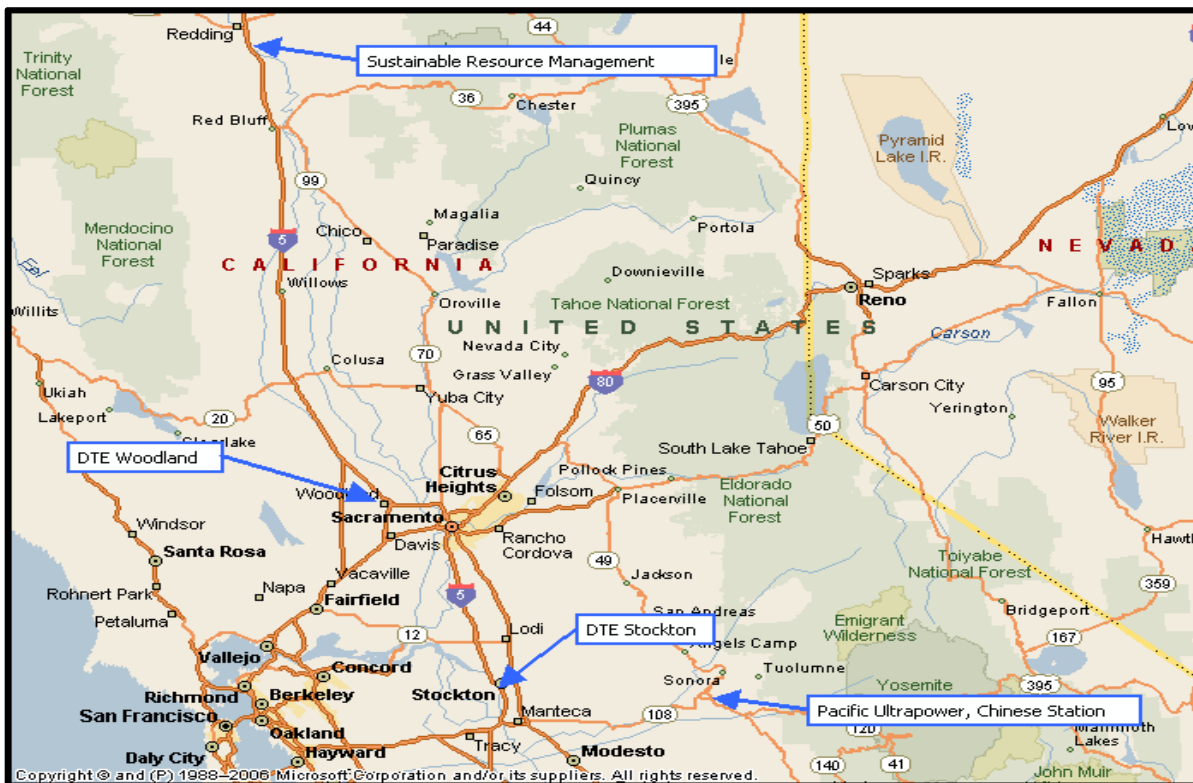 Redding
44
Trinity
National
Forest
Sustainable Resource Management
36
Chester
395
Red Bluff
Plumas
National
Forest
Pyramid
Lake I.R.
99
Quincy
Mendocino
National
Forest
Magalia
5
Chico
Paradise
Portola
NEVAD
CALIFORNIA
Eel
Willows
Downieville
Sparks
Oroville
Tahoe National Forest
Reno
Fallon
Willits
UNITED STATES
Carson
70
Nevada City
Colusa
Grass Valley
80
Carson City
95
Ukiah
Yuba City
Yerington
Lakeport
20
50
Walker
River I.R.
65
DTE Woodland
South Lake Tahoe
Citrus
Heights
Pollock Pines
Folsom
Placerville
Eldorado
National
Forest
Sacramento
Windsor
Davis
Rancho
Cordova
Santa Rosa
49
Toiyabe
National Forest
Vacaville
Napa
Jackson
359
Rohnert Park
Fairfield
5
San Andreas
Bridgeport
Petaluma
Emigrant
Wilderness
12
Lodi
DTE Stockton
167
Vallejo
Angels Camp
Concord
Tuolumne
Sonora
Yosemite
395
Richmond
Berkeley
Stockton
San Francisco
108
Pacific Ultrapower, Chinese Station
Oakland
Manteca
120
Mammoth
Lakes
Daly City
Hayward
Tracy
Modesto
140
41
John Muir
Copyright © and (P) 1988–2006 Microsoft Corporation and/or its suppliers. All rights reserved.